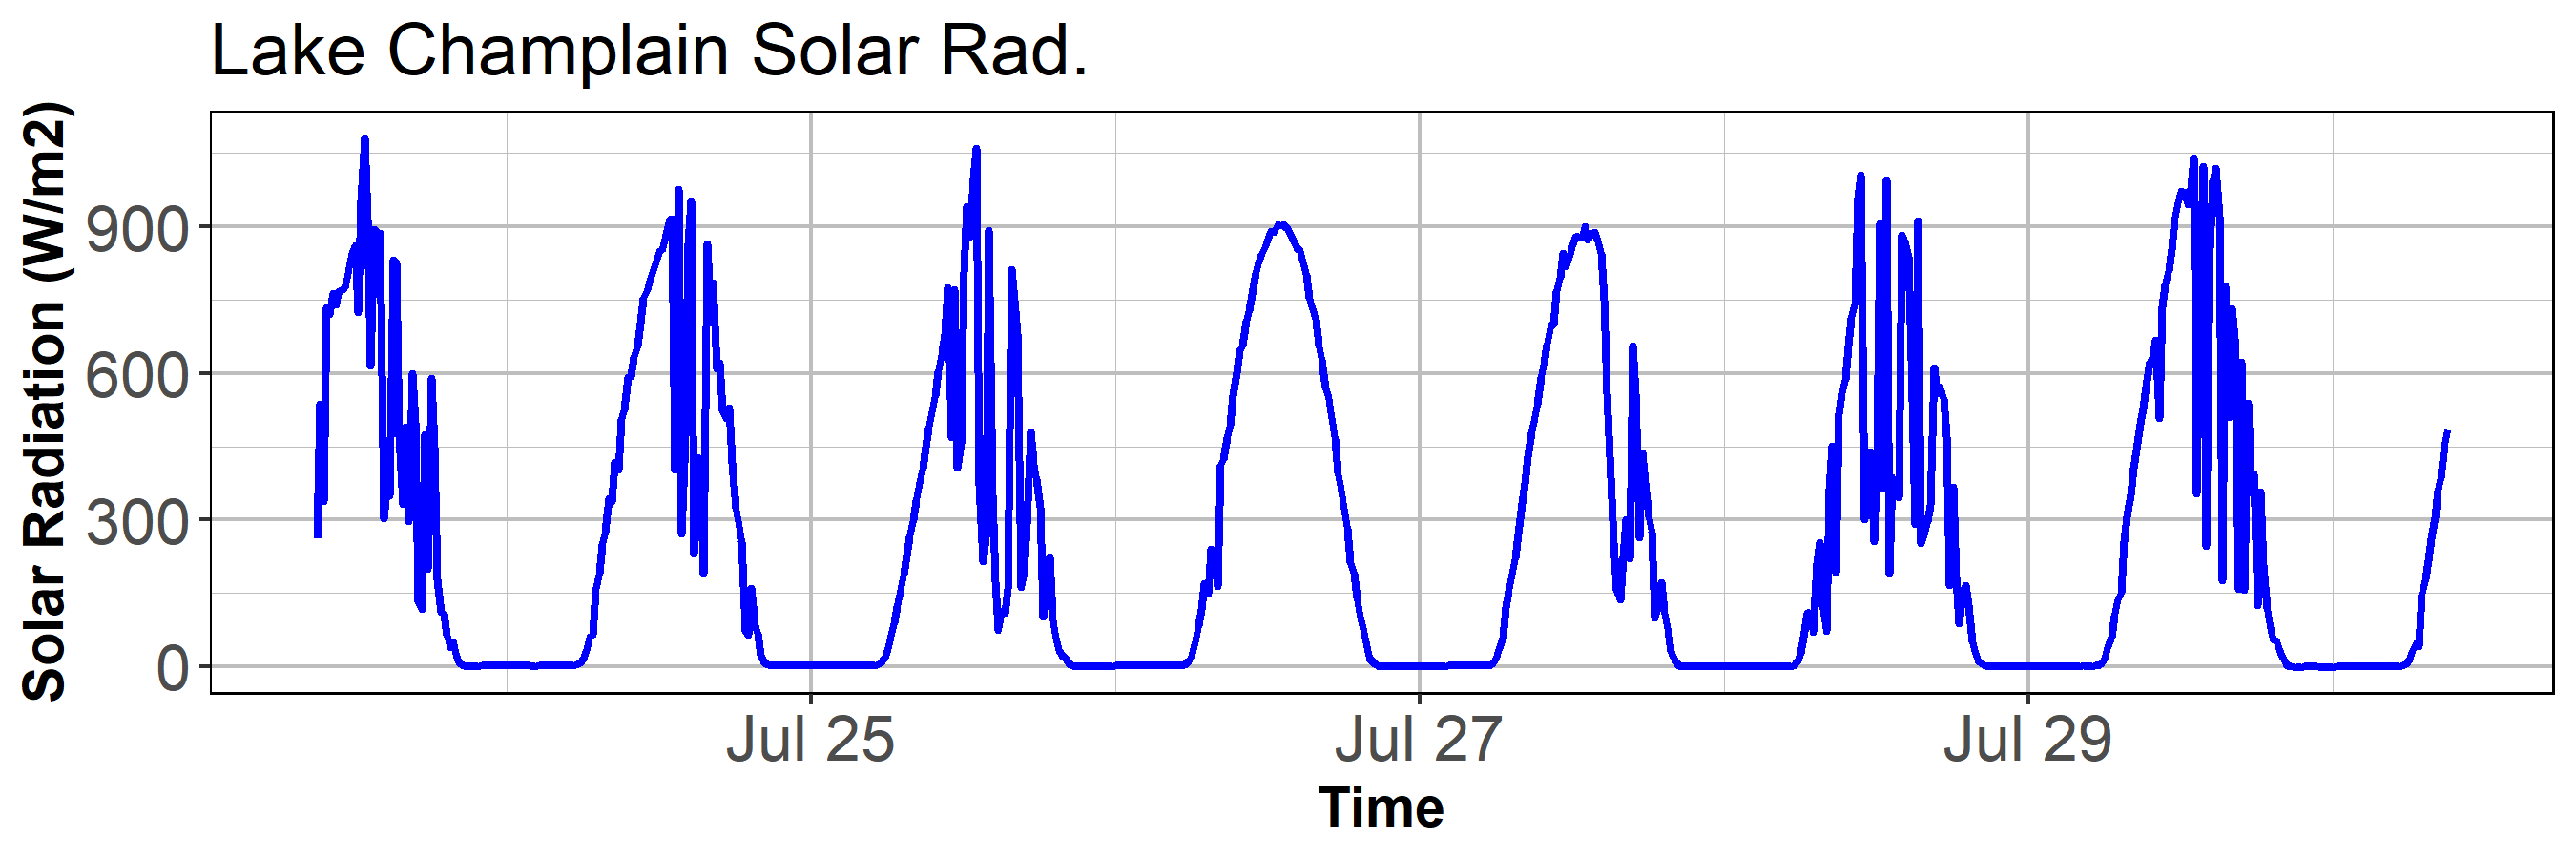 Lake Champlain Solar Rad.
Solar Radiation (W/m2)
900
600
300
0
Jul 25 Jul 27 Jul 29
Time